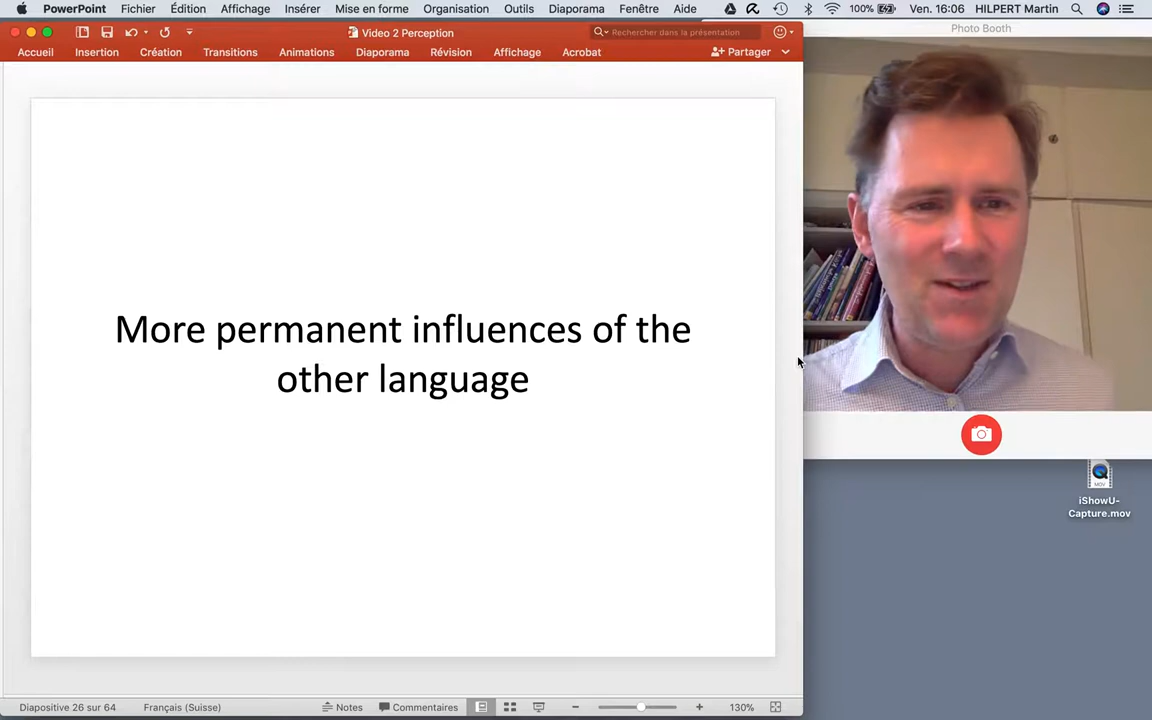 PowerPoint Fichier Édition Affichage Insérer Mise en forme Organisation Outils Diaporama Fenêtre Aide 100% Ven. 16:06 HILPERT Martin
Video 2 Perception
Rechercher dans la présentation
Photo Booth
Accueil Insertion Création Transitions Animations Diaporama Révision Affichage Acrobat Partager
More permanent influences of the
other language
MOV
iShowU-
Capture.mov
Diapositive 26 sur 64 Français (Suisse) Notes Commentaires 130%